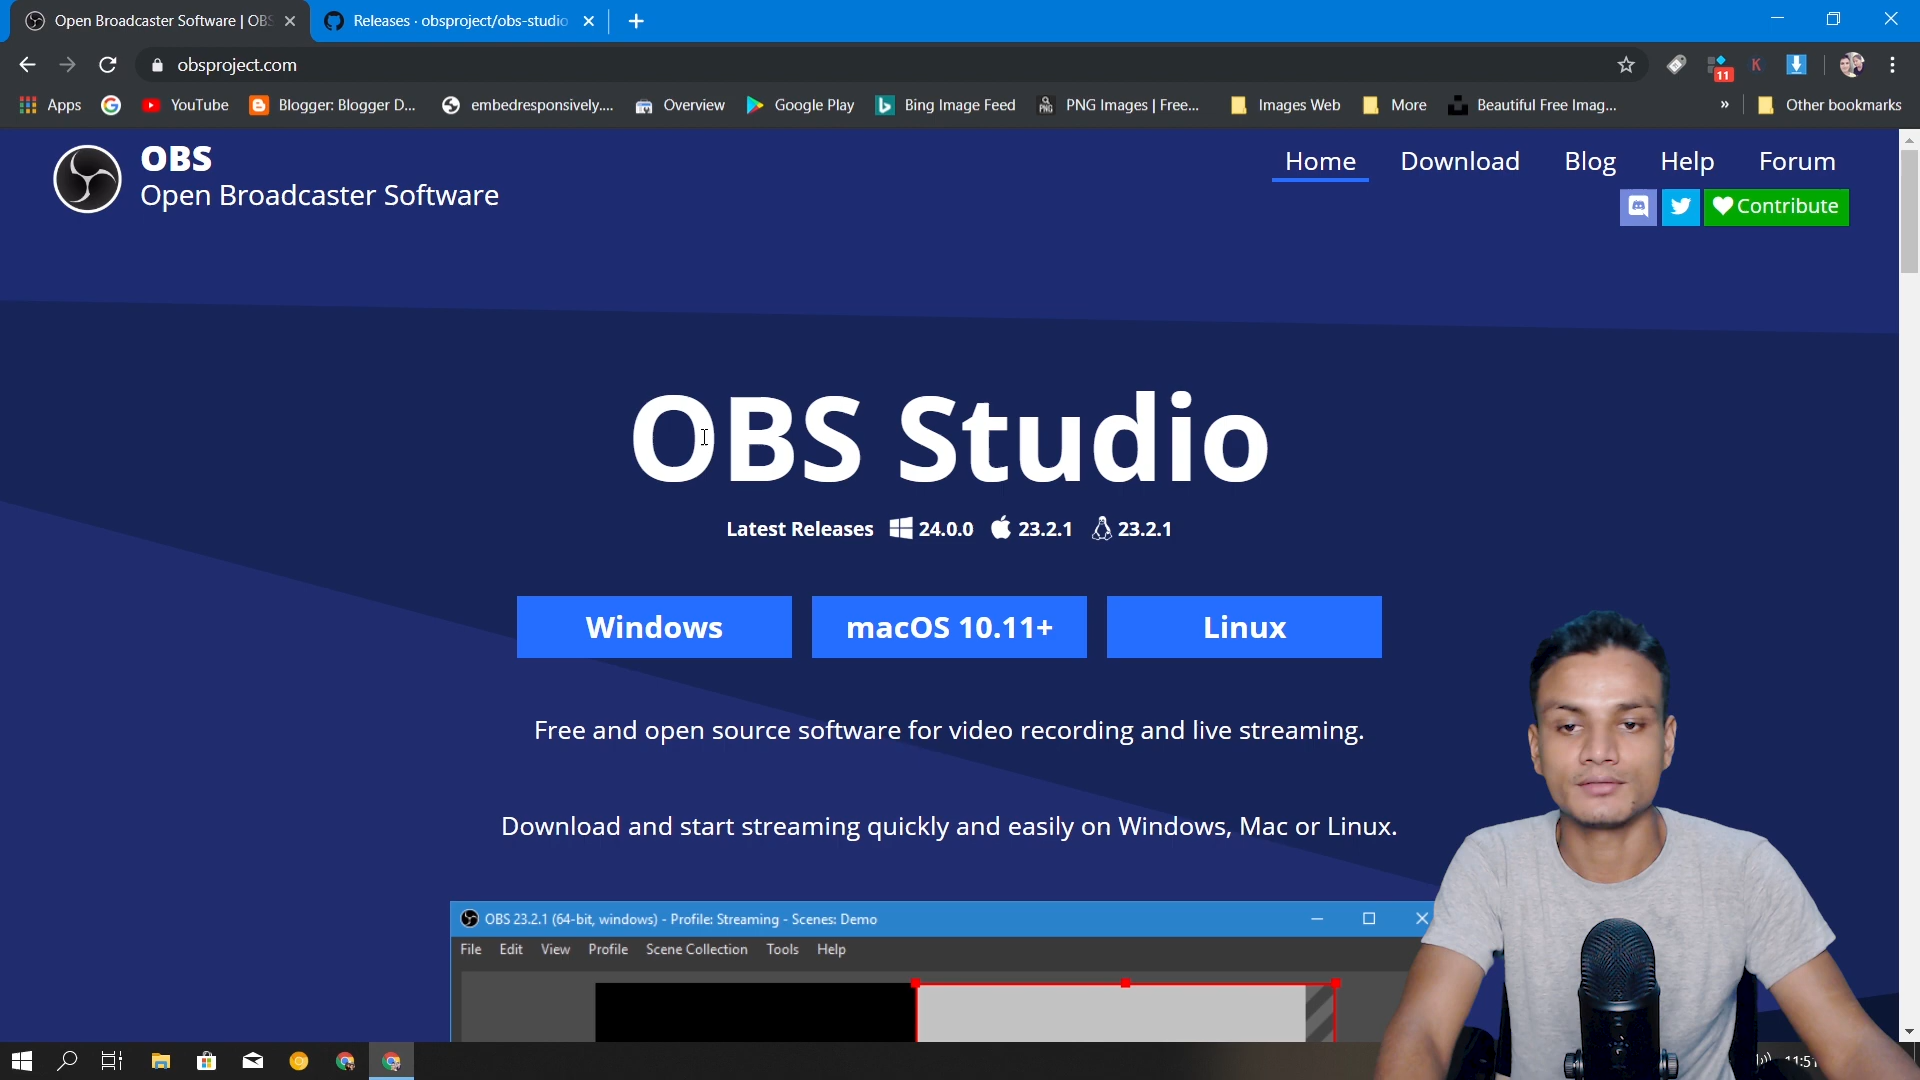 Open Broadcaster Software | OBS
Releases · obsproject/obs-studio
obsproject.com
11
K
Apps
YouTube
Blogger: Blogger D...
embedresponsively....
Overview
Google Play
Bing Image Feed
PNG Images | Free...
Images Web
More
Beautiful Free Imag...
»
Other bookmarks
OBS
Open Broadcaster Software
Home
Download
Blog
Help
Forum
Contribute
OBS Studio
Latest Releases 24.0.0 23.2.1 23.2.1
Windows
macOS 10.11+
Linux
Free and open source software for video recording and live streaming.
Download and start streaming quickly and easily on Windows, Mac or Linux.
OBS 23.2.1 (64-bit, windows) - Profile: Streaming - Scenes: Demo
File Edit View Profile Scene Collection Tools Help
11:51